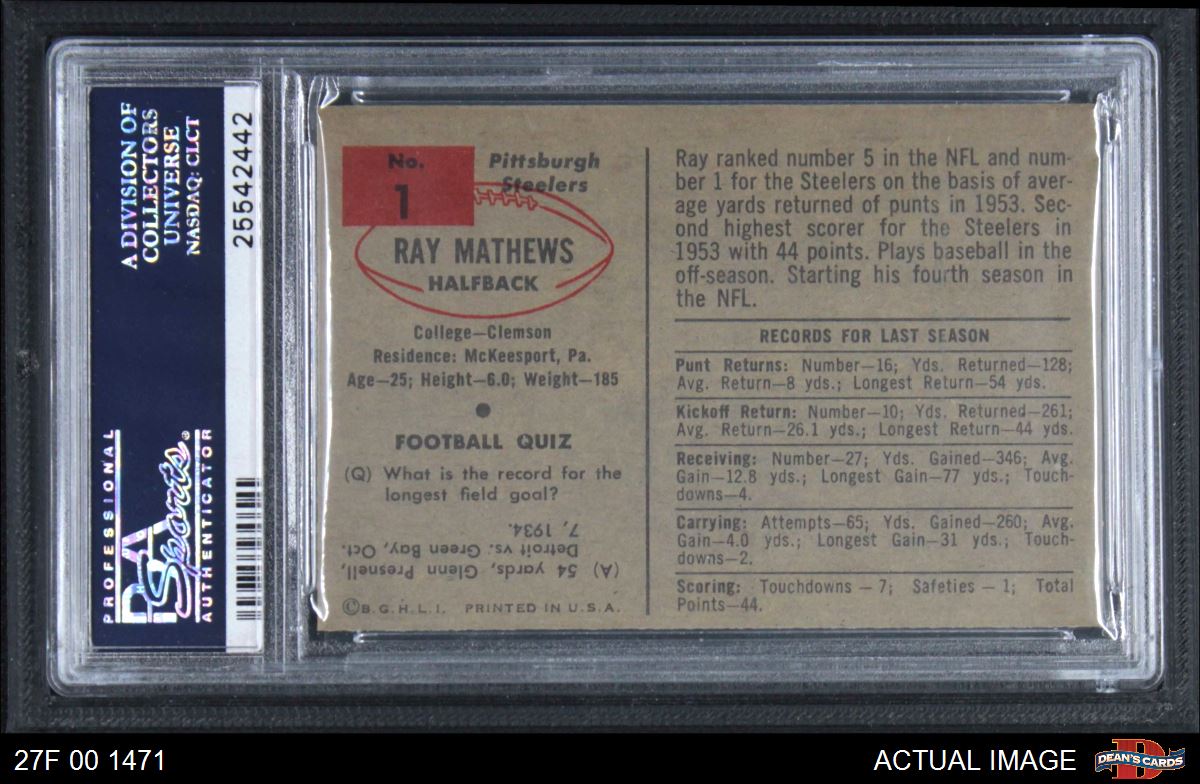 A DIVISION OF
COLLECTORS
UNIVERSE
NASDAQ: CLCT
25542442
PROFESSIONAL
PSA
Sports®
AUTHENTICATOR
No.
1
Pittsburgh
Steelers
RAY MATHEWS
HALFBACK
College—Clemson
Residence: McKeesport, Pa.
Age—25; Height—6.0; Weight—185
FOOTBALL QUIZ
(Q) What is the record for the
longest field goal?
(A) 54 yards, Glenn Presnell,
Detroit vs. Green Bay, Oct.
7, 1934.
©B.G.H.L.I. PRINTED IN U.S.A.
Ray ranked number 5 in the NFL and num-
ber 1 for the Steelers on the basis of aver-
age yards returned of punts in 1953. Sec-
ond highest scorer for the Steelers in
1953 with 44 points. Plays baseball in the
off-season. Starting his fourth season in
the NFL.
RECORDS FOR LAST SEASON
Punt Returns: Number—16; Yds. Returned—128;
Avg. Return—8 yds.; Longest Return—54 yds.
Kickoff Return: Number—10; Yds. Returned—261;
Avg. Return—26.1 yds.; Longest Return—44 yds.
Receiving: Number—27; Yds. Gained—346; Avg.
Gain—12.8 yds.; Longest Gain—77 yds.; Touch-
downs—4.
Carrying: Attempts—65; Yds. Gained—260; Avg.
Gain—4.0 yds.; Longest Gain—31 yds.; Touch-
downs—2.
Scoring: Touchdowns — 7; Safeties — 1; Total
Points—44.
27F 00 1471
ACTUAL IMAGE
D
DEAN'S CARDS